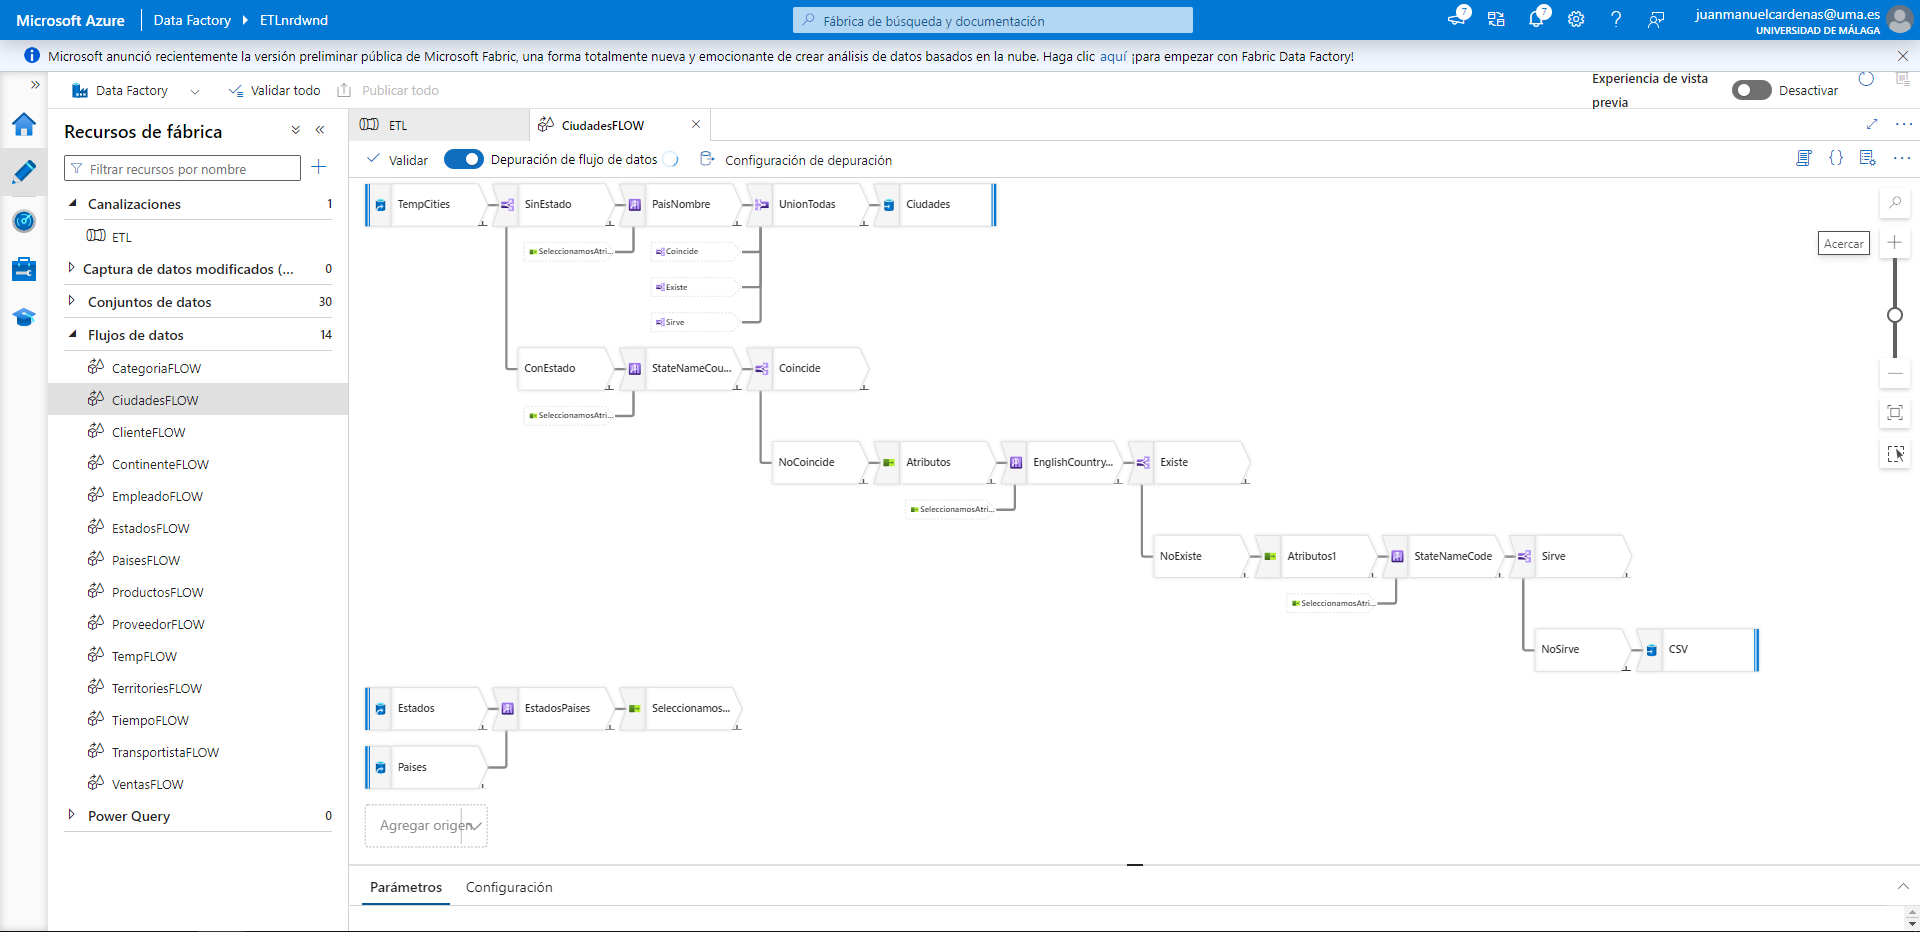 Microsoft Azure
Data Factory
ETLnrdwnd
Fábrica de búsqueda y documentación
7
7
juanmanuelcardenas@uma.es
UNIVERSIDAD DE MÁLAGA
Microsoft anunció recientemente la versión preliminar pública de Microsoft Fabric, una forma totalmente nueva y emocionante de crear análisis de datos basados en la nube. Haga clic aquí ¡para empezar con Fabric Data Factory!
Data Factory
Validar todo
Publicar todo
Experiencia de vista
previa
Desactivar
Recursos de fábrica
Filtrar recursos por nombre
Canalizaciones 1
ETL
Captura de datos modificados (... 0
Conjuntos de datos 30
Flujos de datos 14
CategoriaFLOW
CiudadesFLOW
ClienteFLOW
ContinenteFLOW
EmpleadoFLOW
EstadosFLOW
PaisesFLOW
ProductosFLOW
ProveedorFLOW
TempFLOW
TerritoriesFLOW
TiempoFLOW
TransportistaFLOW
VentasFLOW
Power Query 0
ETL
CiudadesFLOW
Validar
Depuración de flujo de datos
Configuración de depuración
{}
TempCities
SinEstado
PaisNombre
UnionTodas
Ciudades
Acercar
SeleccionamosAtri...
Coincide
Existe
Sirve
ConEstado
StateNameCou...
Coincide
SeleccionamosAtri...
NoCoincide
Atributos
EnglishCountry...
Existe
SeleccionamosAtri...
NoExiste
Atributos1
StateNameCode
Sirve
SeleccionamosAtri...
NoSirve
CSV
Estados
EstadosPaises
Seleccionamos...
Paises
Agregar origen
Parámetros
Configuración